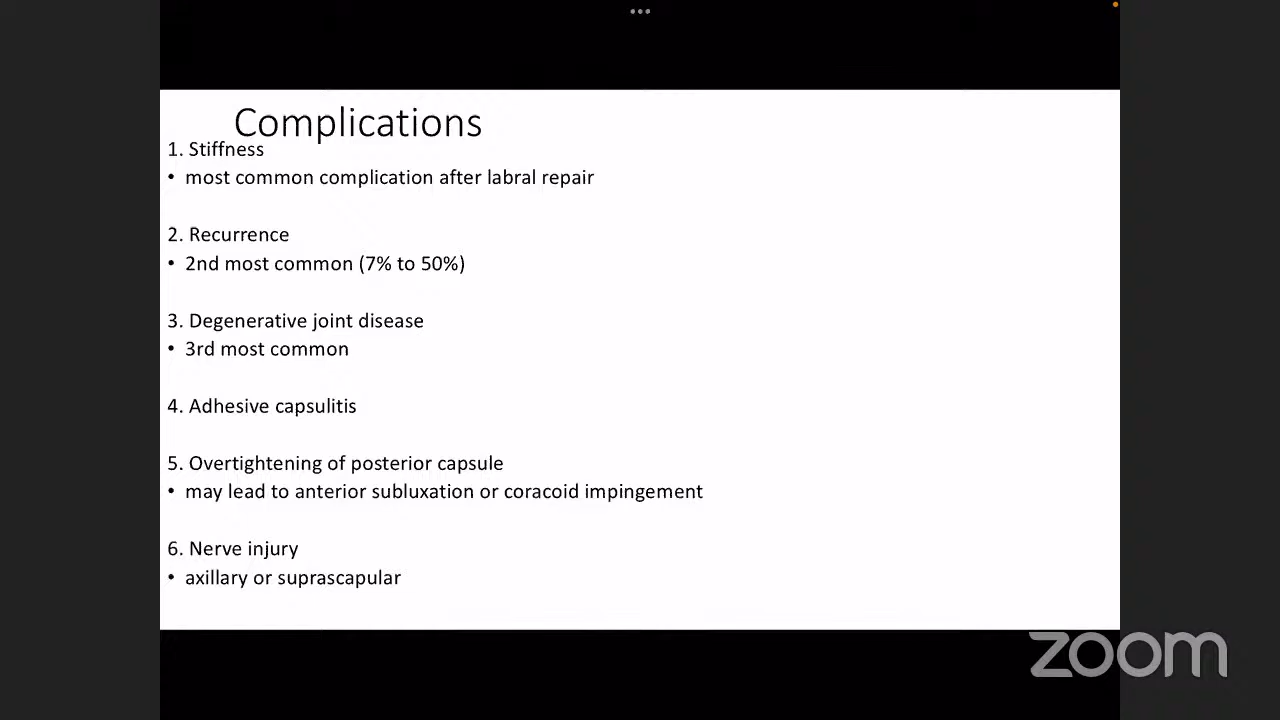 Complications
1. Stiffness
• most common complication after labral repair
2. Recurrence
• 2nd most common (7% to 50%)
3. Degenerative joint disease
• 3rd most common
4. Adhesive capsulitis
5. Overtightening of posterior capsule
• may lead to anterior subluxation or coracoid impingement
6. Nerve injury
• axillary or suprascapular
zoom